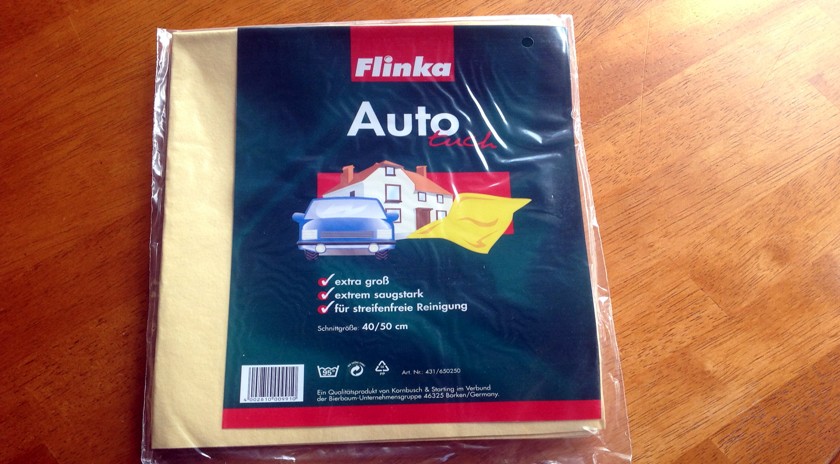 Flinka
Auto
tuch
extra groß
extrem saugstark
für streifenfreie Reinigung
Schnittgröße: 40/50 cm
95°
Art. Nr.: 431/650250
Ein Qualitätsprodukt von Kornbusch & Starting im Verbund
der Bierbaum-Unternehmensgruppe 46325 Borken/Germany.